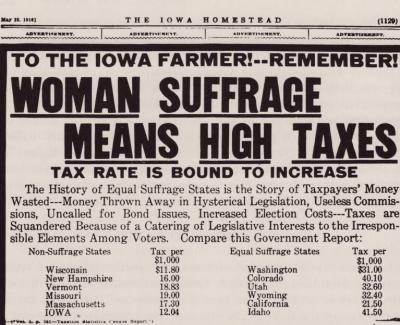 May 25, 1916] THE IOWA HOMESTEAD (1129)
ADVERTISEMENT. ADVERTISEMENT. ADVERTISEMENT. ADVERTISEMENT.
TO THE IOWA FARMER!--REMEMBER!
WOMAN SUFFRAGE
MEANS HIGH TAXES
TAX RATE IS BOUND TO INCREASE
The History of Equal Suffrage States is the Story of Taxpayers' Money
Wasted---Money Thrown Away in Hysterical Legislation, Useless Commis-
sions, Uncalled for Bond Issues, Increased Election Costs---Taxes are
Squandered Because of a Catering of Legislative Interests to the Irrespon-
sible Elements Among Voters. Compare this Government Report:
Non-Suffrage States Tax per Equal Suffrage States Tax per
$1,000 $1,000
Wisconsin $11.80 Washington $31.00
New Hampshire 16.00 Colorado 40.10
Vermont 18.83 Utah 32.60
Missouri 19.00 Wyoming 32.40
Massachusetts 17.30 California 21.50
IOWA 12.04 Idaho 41.50
Taxation Statistics Census Report